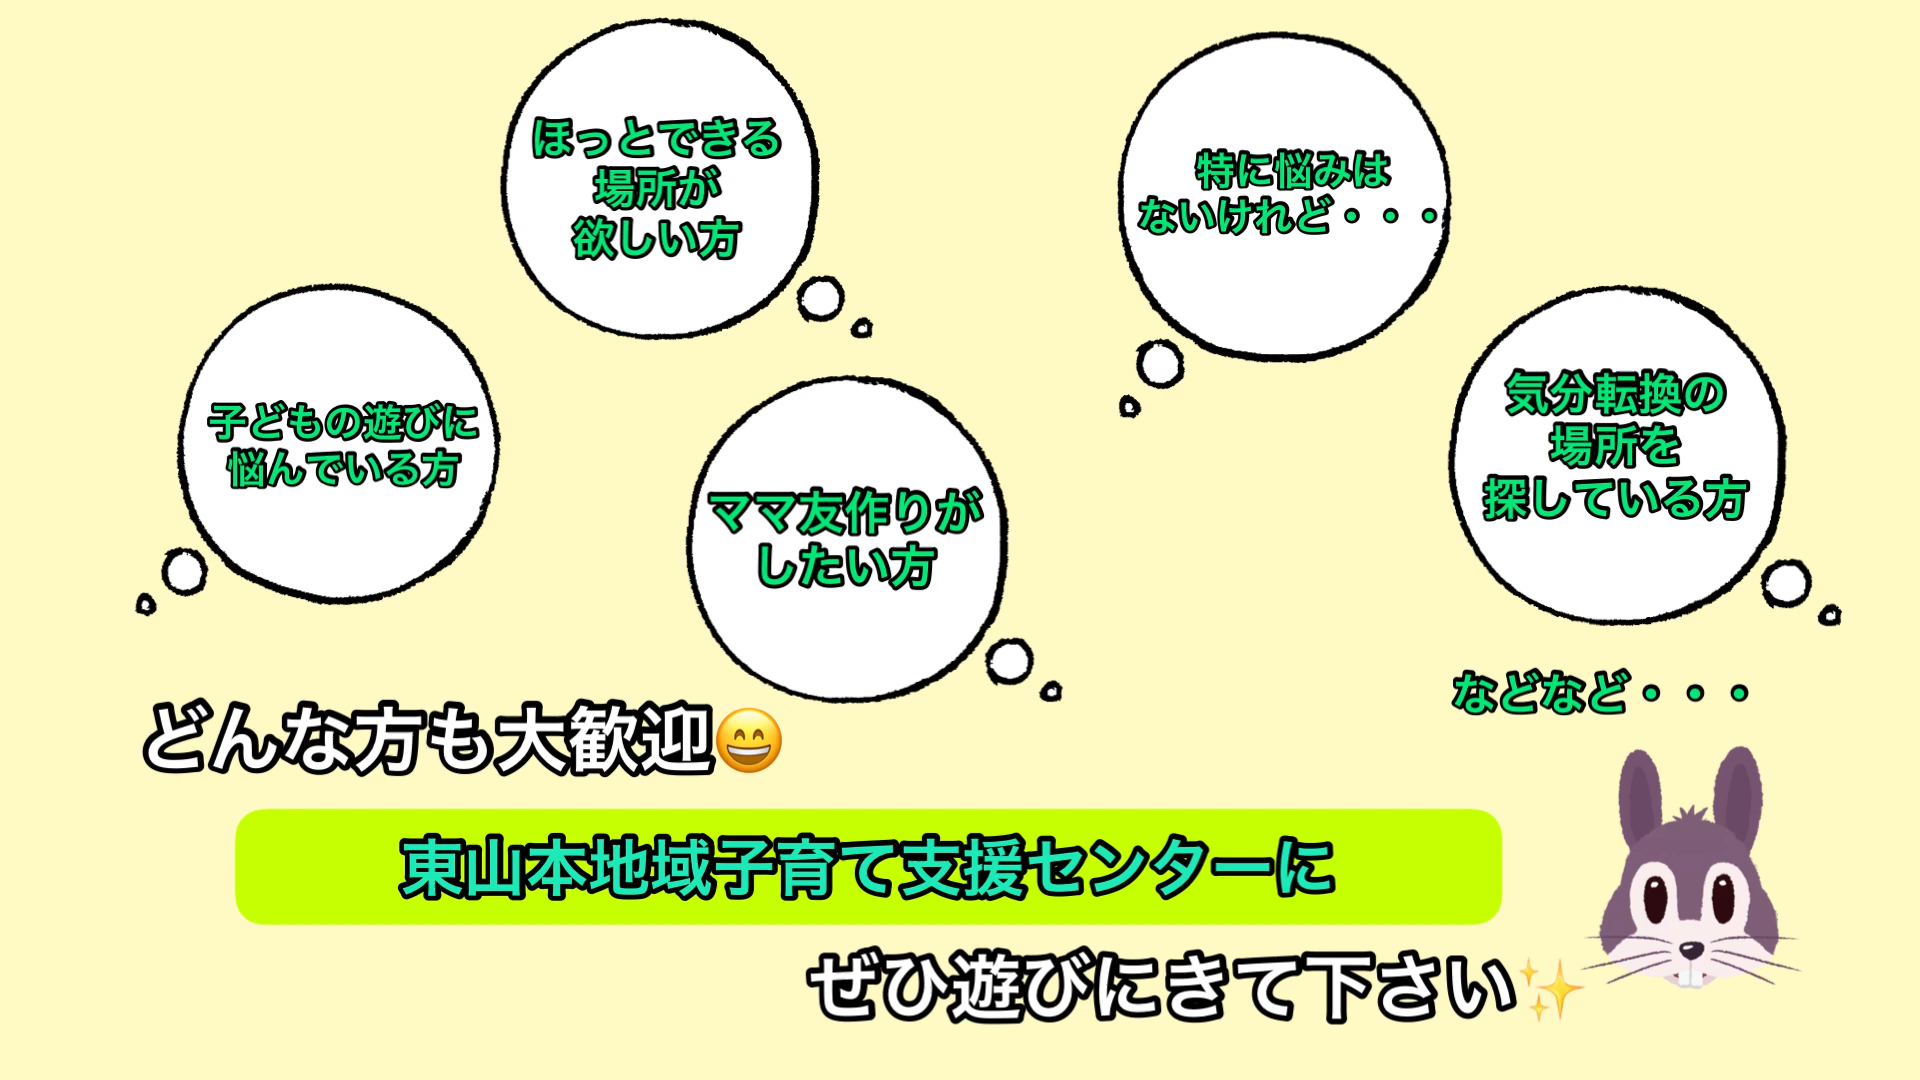 ほっとできる
場所が
欲しい方
特に悩みは
ないけれど・・・
子どもの遊びに
悩んでいる方
ママ友作りが
したい方
気分転換の
場所を
探している方
などなど・・・
どんな方も大歓迎😄
東山本地域子育て支援センターに
ぜひ遊びにきて下さい✨